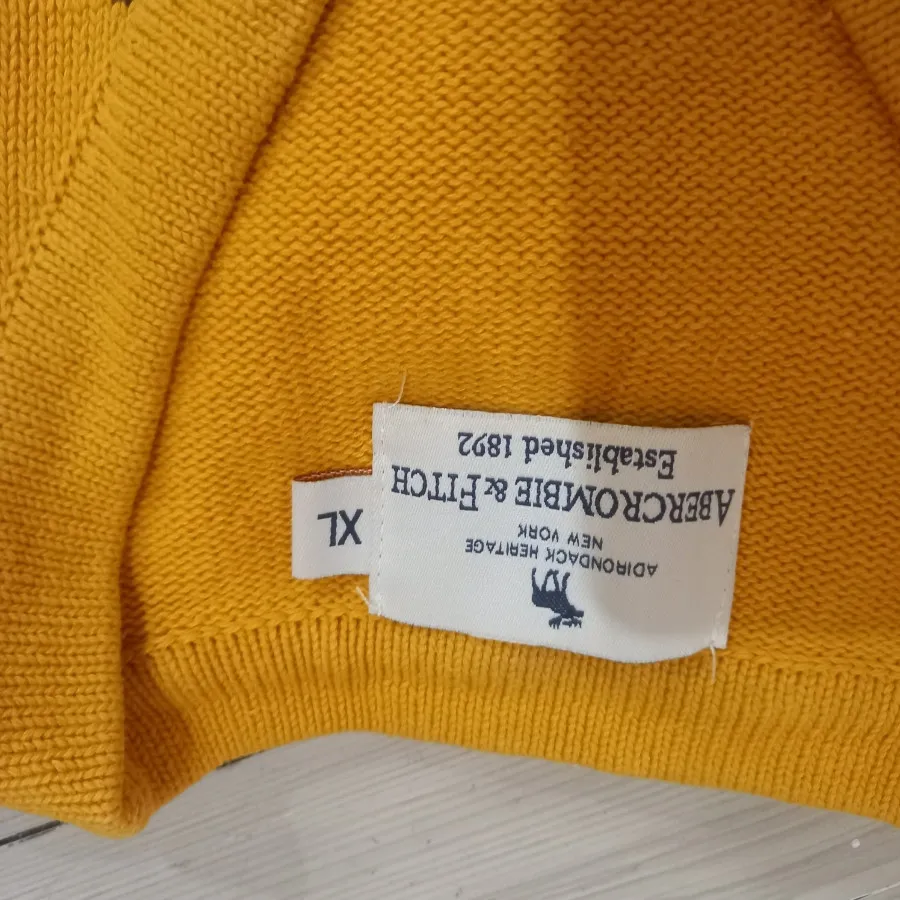 ADIRONDACK HERITAGE
NEW YORK
ABERCROMBIE & FITCH
Established 1892
XL